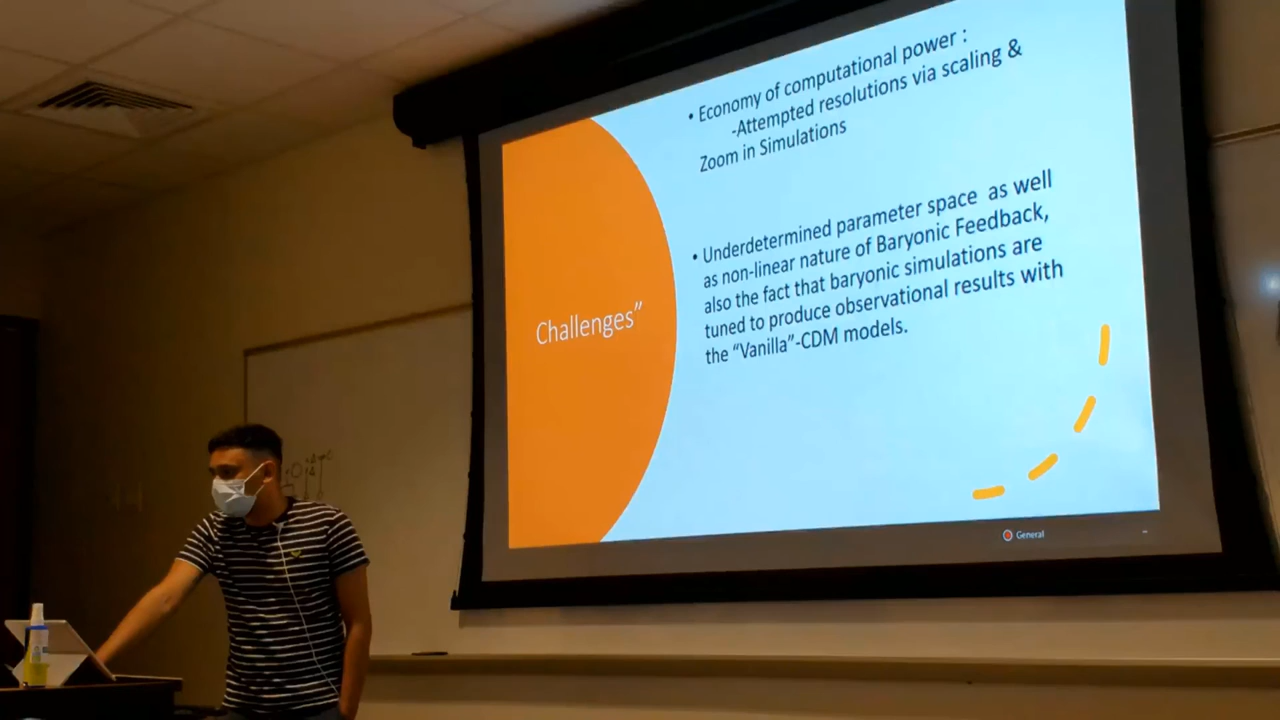 • Economy of computational power :
-Attempted resolutions via scaling &
Zoom in Simulations
• Underdetermined parameter space as well
as non-linear nature of Baryonic Feedback,
also the fact that baryonic simulations are
tuned to produce observational results with
the “Vanilla”-CDM models.
Challenges”
General